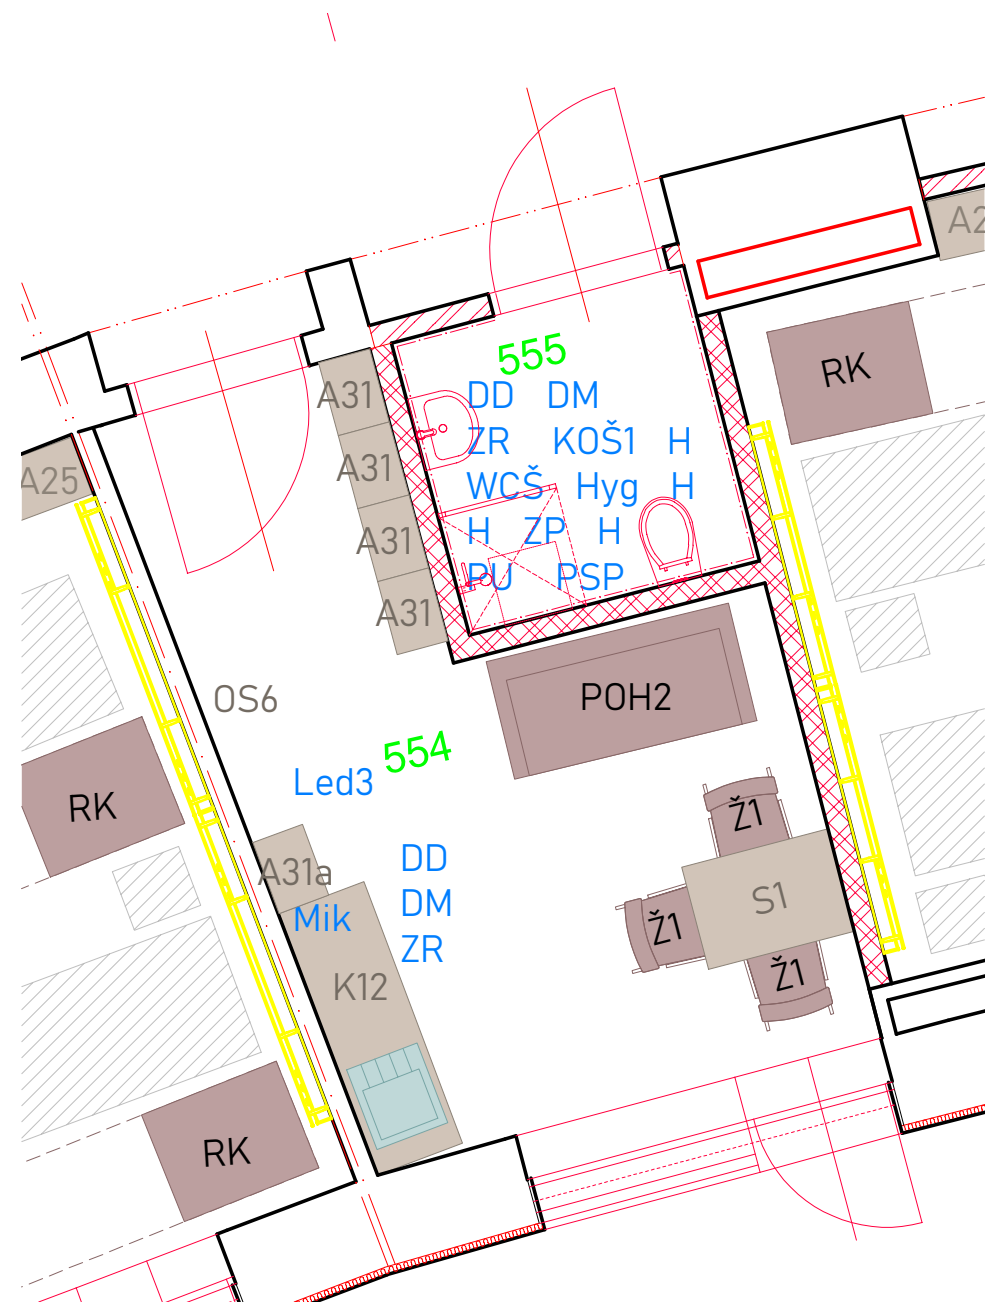 A2
555
RK
DD DM
A31
ZR KOŠ1 H
A31
A25
WCŠ Hyg H
H ZP H
A31
PU PSP
A31
OS6
POH2
554
Led3
RK
Ž1
DD
A31a
DM
S1
Mik
Ž1
ZR
K12
Ž1
RK